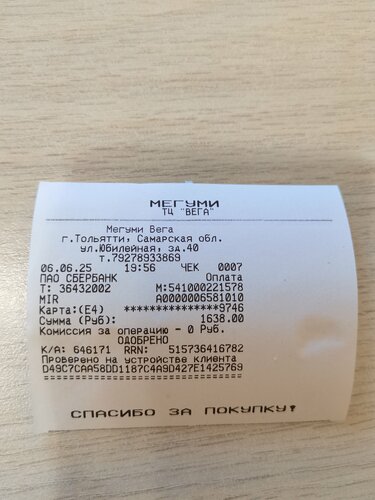 МЕГУМИ
ТЦ "ВЕГА"
Мегуми Вега
г.Тольятти, Самарская обл.
ул.Юбилейная, зд.40
т.79278933869
06.06.25 19:56 ЧЕК 0007
ПАО СБЕРБАНК Оплата
Т: 36432002 М:541000221578
MIR A0000006581010
Карта:(E4) ***************9746
Сумма (Руб): 1638.00
Комиссия за операцию - 0 Руб.
ОДОБРЕНО
К/А: 646171 RRN: 515736416782
Проверено на устройстве клиента
D49C7CAA58DD1187C4A9D427E1425769
================================
СПАСИБО ЗА ПОКУПКУ!